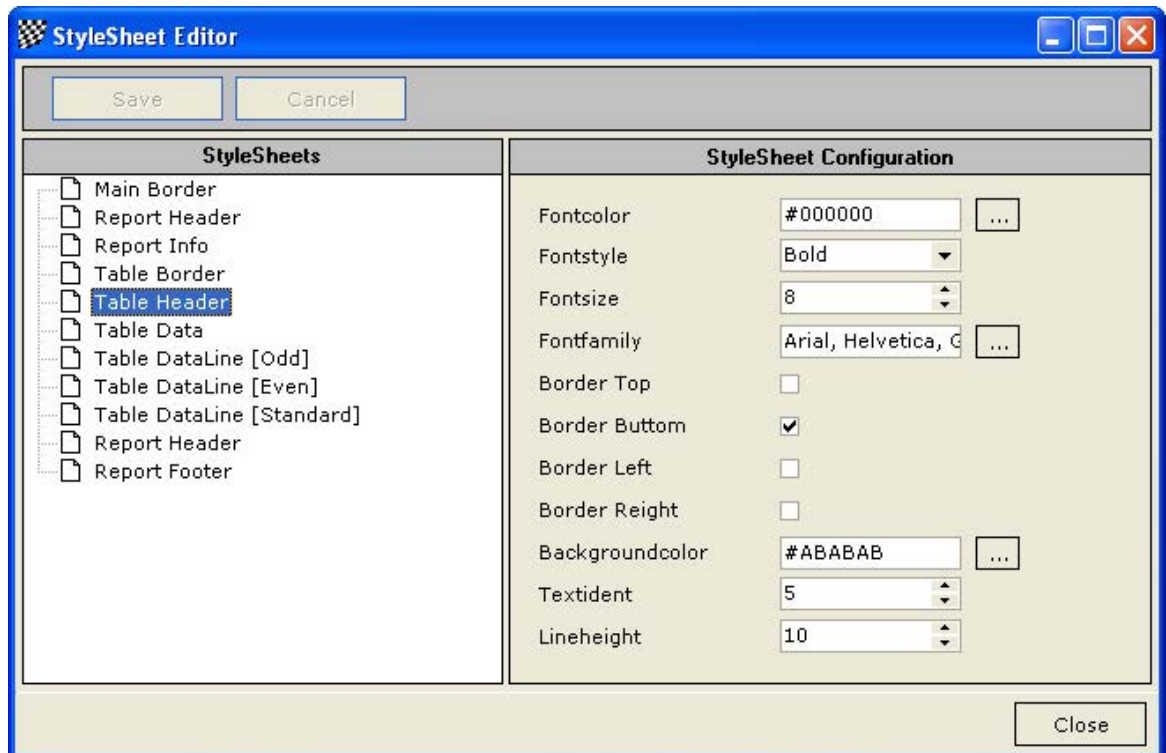 StyleSheet Editor
Save Cancel
StyleSheets
Main Border
Report Header
Report Info
Table Border
Table Header
Table Data
Table DataLine [Odd]
Table DataLine [Even]
Table DataLine [Standard]
Report Header
Report Footer
StyleSheet Configuration
Fontcolor #000000 ...
Fontstyle Bold
Fontsize 8
Fontfamily Arial, Helvetica, G ...
Border Top
Border Buttom
Border Left
Border Reight
Backgroundcolor #ABABAB ...
Textident 5
Lineheight 10
Close